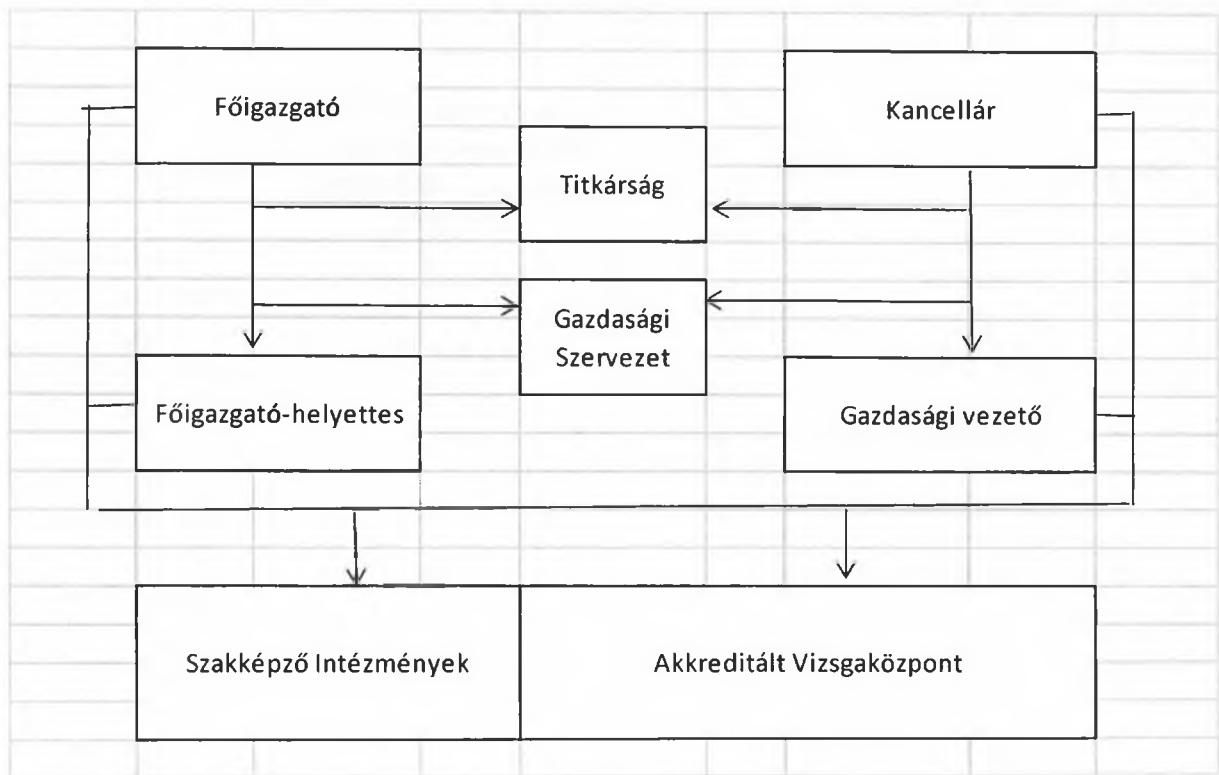 Főigazgató
Kancellár
Titkárság
Gazdasági
Szervezet
Főigazgató-helyettes
Gazdasági vezető
Szakképző Intézmények
Akkreditált Vizsgaközpont